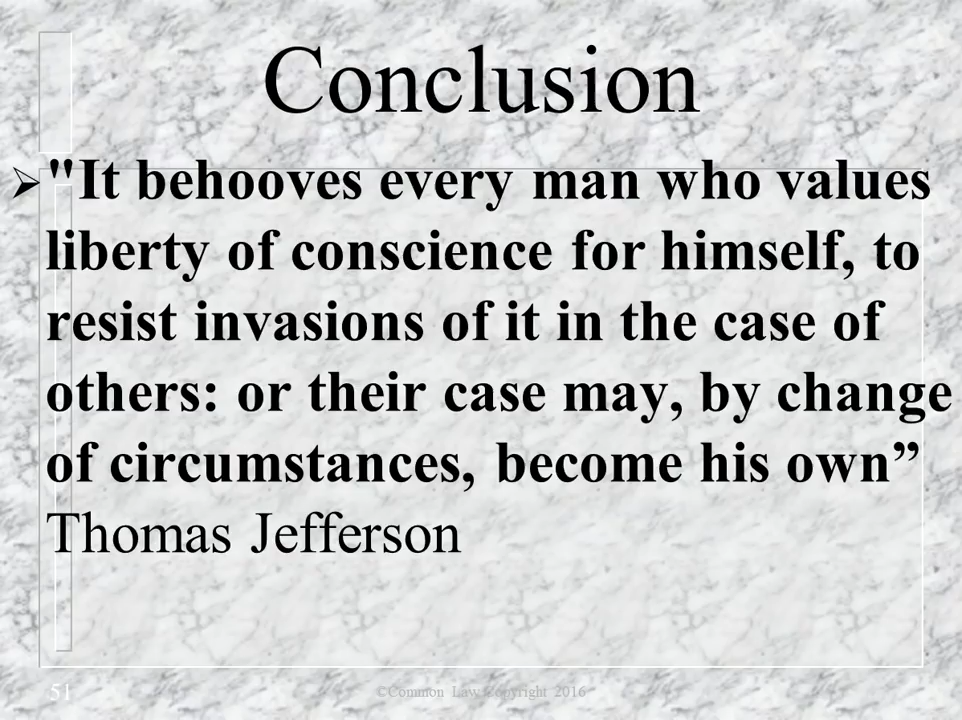 Conclusion
➢"It behooves every man who values
liberty of conscience for himself, to
resist invasions of it in the case of
others: or their case may, by change
of circumstances, become his own”
Thomas Jefferson
51
©Common Law Copyright 2016